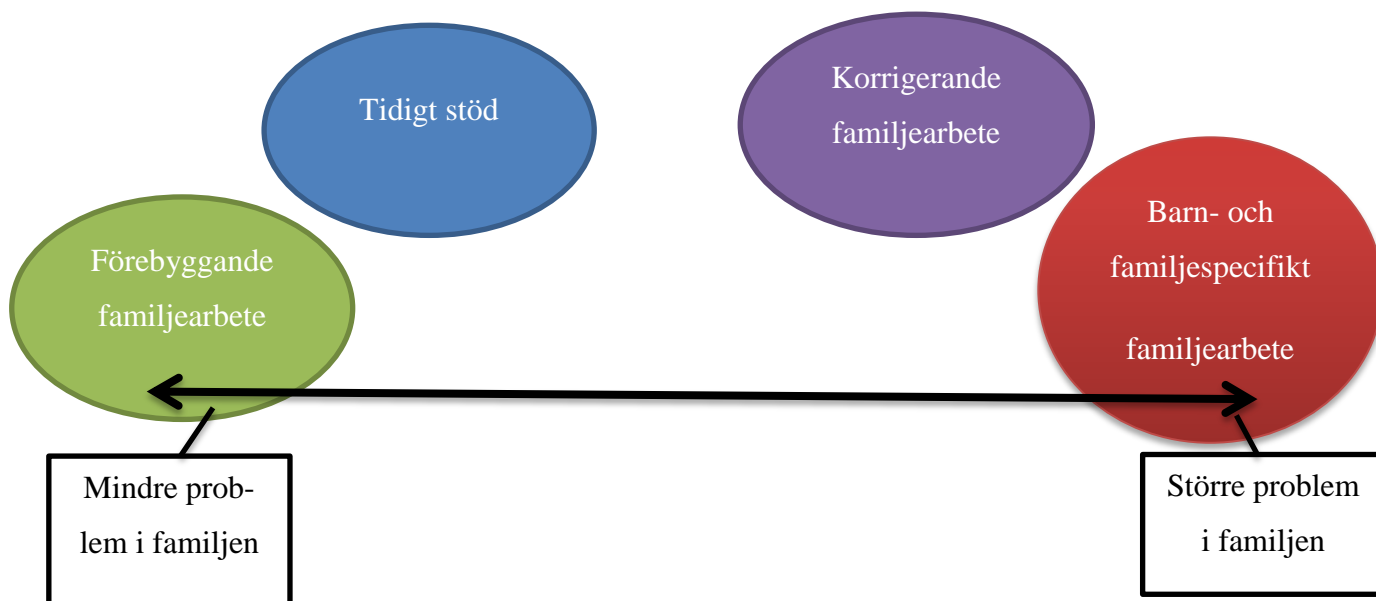 Tidigt stöd
Korrigerande
familjearbete
Förebyggande
familjearbete
Barn- och
familjespecifikt
familjearbete
Mindre prob-
lem i familjen
Större problem
i familjen